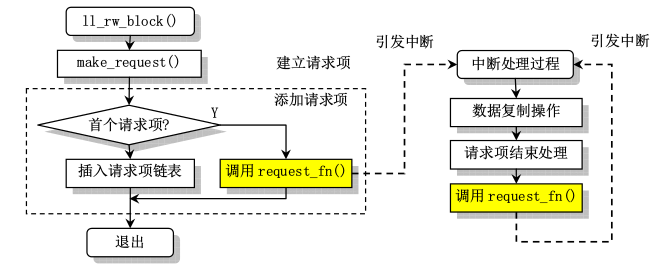 ll_rw_block()
make_request()
建立请求项
添加请求项
首个请求项?
Y
插入请求项链表
调用 request_fn()
退出
引发中断
中断处理过程
引发中断
数据复制操作
请求项结束处理
调用 request_fn()